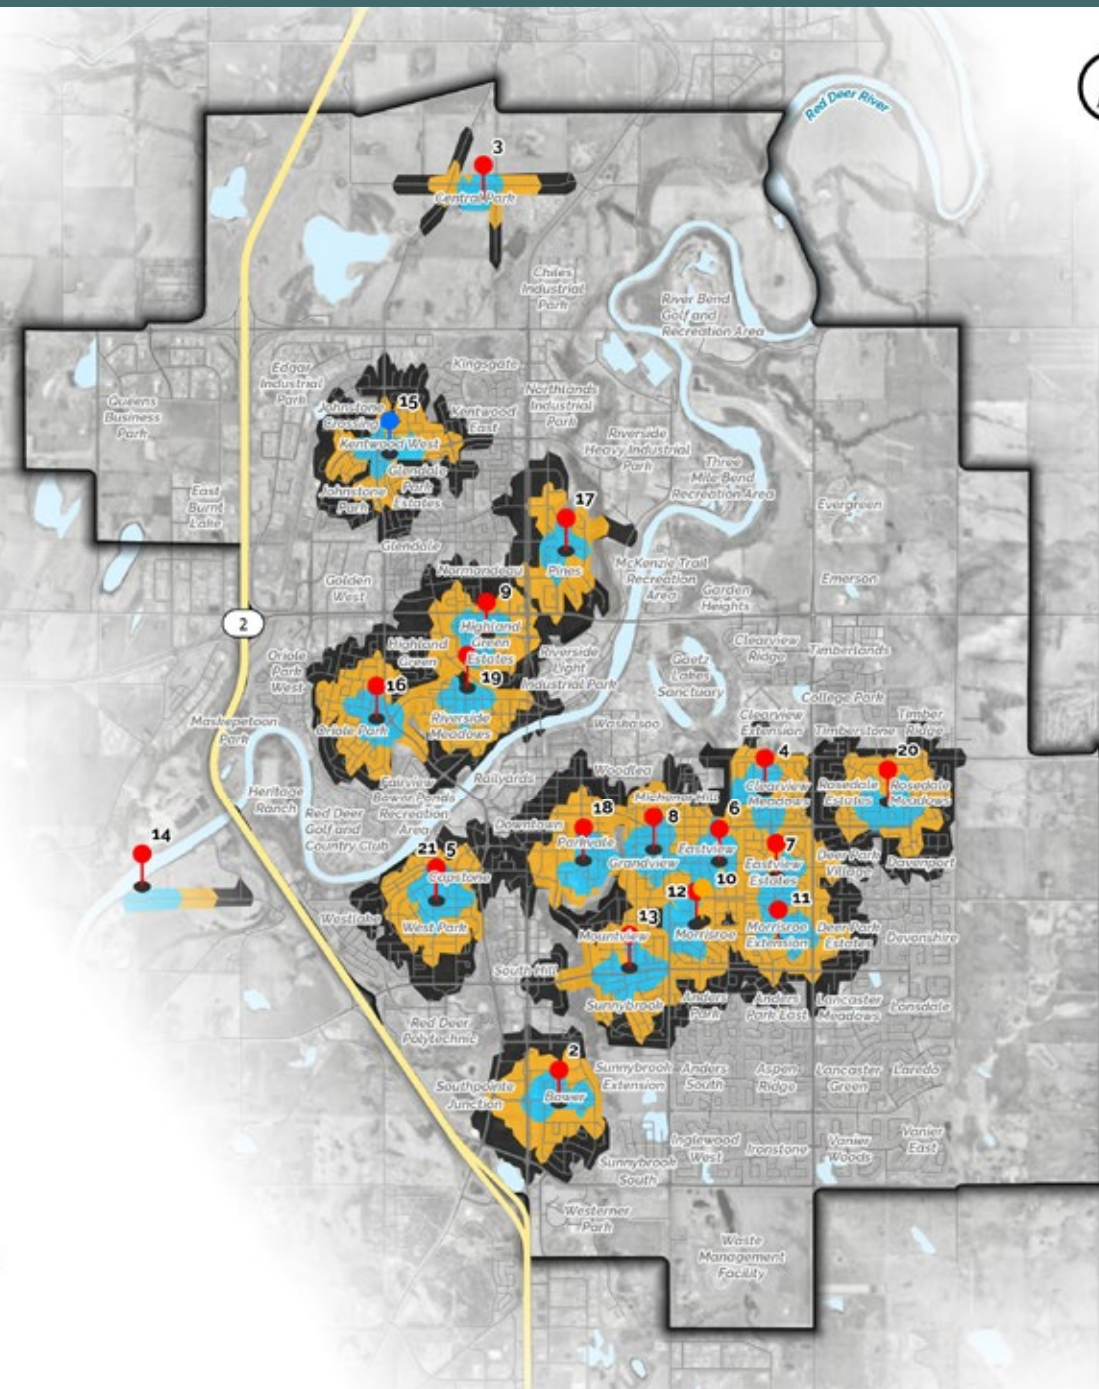 Red Deer River
3
Central Park
Chiles
Industrial
Park
River Bend
Golf and
Recreation Area
Edgar
Industrial
Park
Kingsgate
Queens
Business
Park
15
Johnstone
Crossing
Kentwood
East
Northlands
Industrial
Park
Kentwood West
Riverside
Heavy Industrial
Park
Glendale
Park
Estates
Johnstone
Park
Three
Mile Bend
Recreation Area
East
Burnt
Lake
17
Evergreen
Glendale
Normandeau
Pines
McKenzie Trail
Recreation
Area
Golden
West
Garden
Heights
Emerson
9
2
Highland
Green
Estates
Highland
Green
Clearview
Ridge
Timberlands
Oriole
Park
West
Riverside
Light
Industrial Park
Gaetz
Lakes
Sanctuary
16
19
College Park
Maskepetoon
Park
Oriole Park
Riverside
Meadows
Waskasoo
Clearview
Extension
Timberstone
Timber
Ridge
4
20
Heritage
Ranch
Fairview
Bower Ponds
Recreation
Area
Railyards
Woodlea
Clearview
Meadows
Rosedale
Estates
Rosedale
Meadows
Red Deer
Golf and
Country Club
Michener Hill
Downtown
18
8
6
14
Parkvale
Grandview
Eastview
7
Eastview
Estates
Deer Park
Village
Davenport
21
5
Capstone
12
10
11
Westlake
West Park
13
Mountview
Morrisroe
Morrisroe
Extension
Deer Park
Estates
Devonshire
South Hill
Sunnybrook
Anders
Park
Anders
Park East
Lancaster
Meadows
Lonsdale
Red Deer
Polytechnic
2
Southpointe
Junction
Bower
Sunnybrook
Extension
Anders
South
Aspen
Ridge
Lancaster
Green
Laredo
Inglewood
West
Ironstone
Vanier
Woods
Vanier
East
Sunnybrook
South
Westerner
Park
Waste
Management
Facility